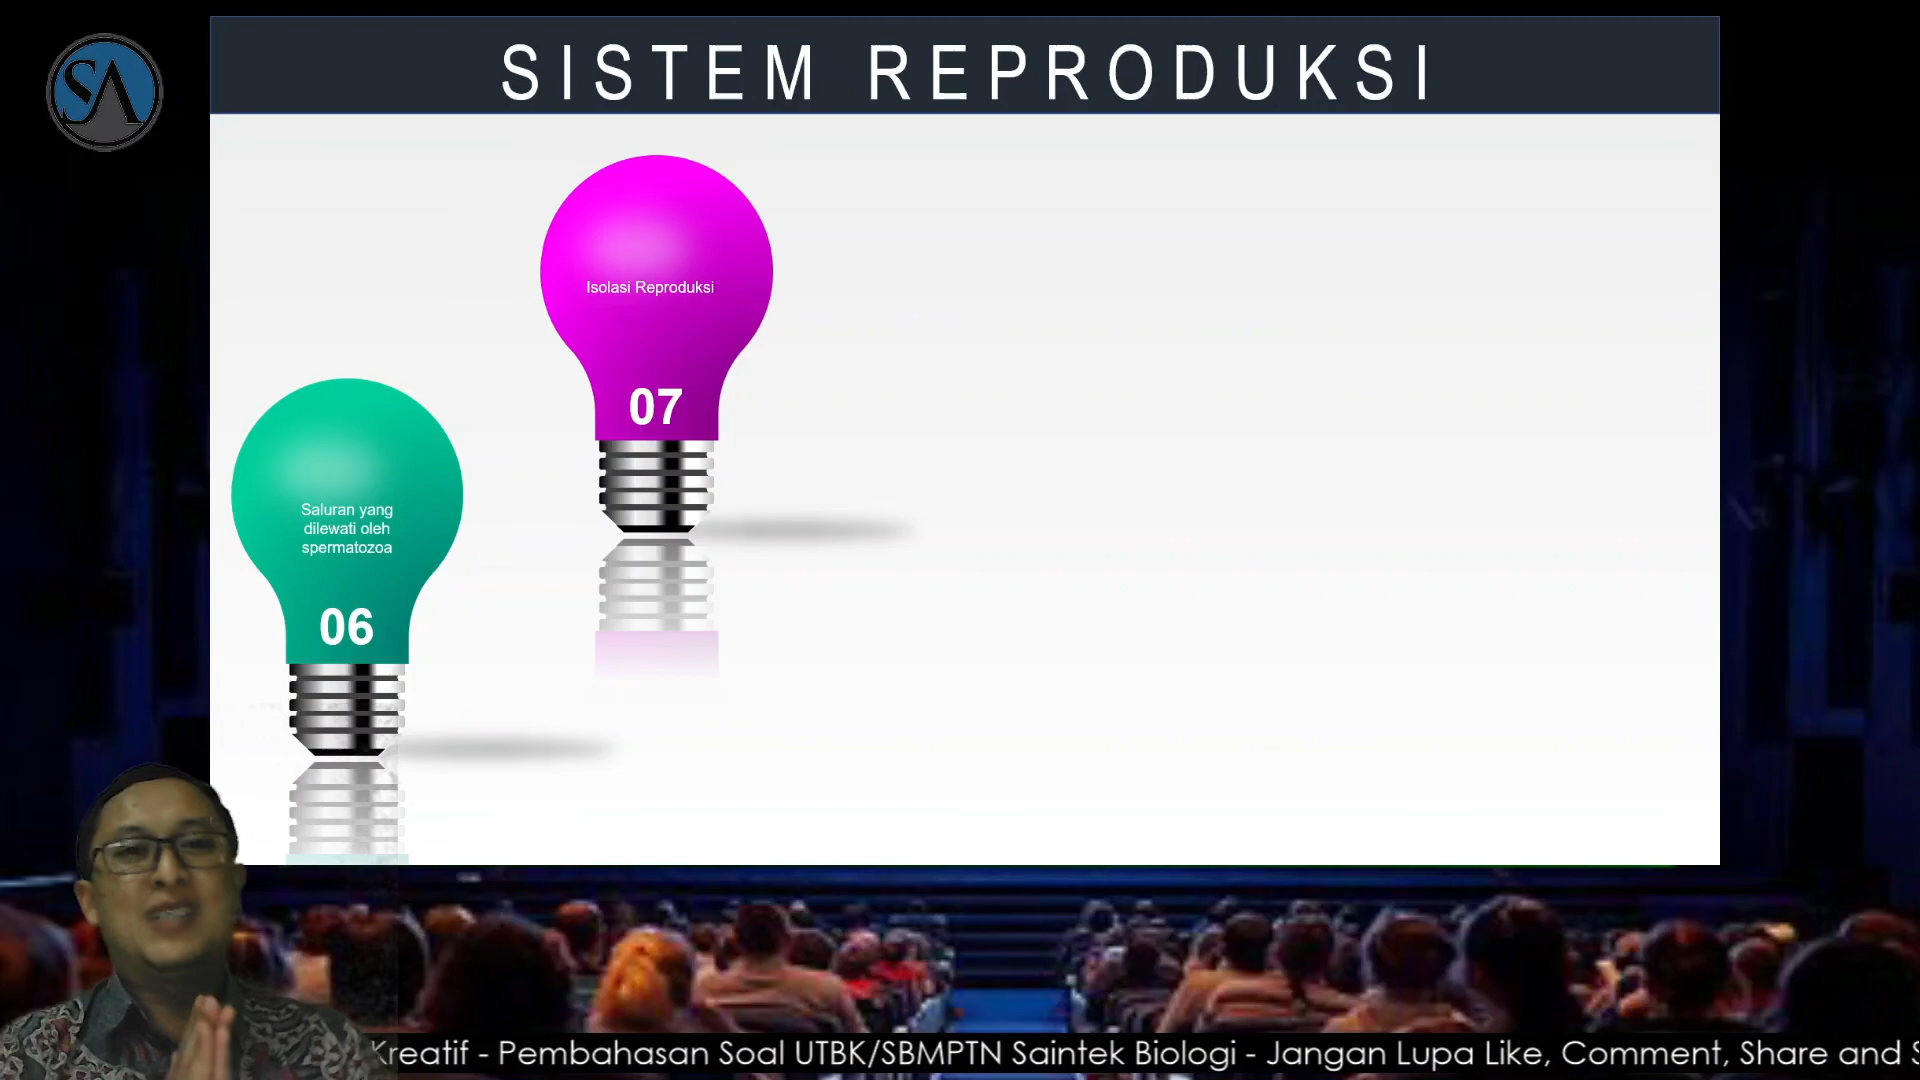 SA
SISTEM REPRODUKSI
Isolasi Reproduksi
07
Saluran yang
dilewati oleh
spermatozoa
06
Kreatif - Pembahasan Soal UTBK/SBMPTN Saintek Biologi - Jangan Lupa Like, Comment, Share and S